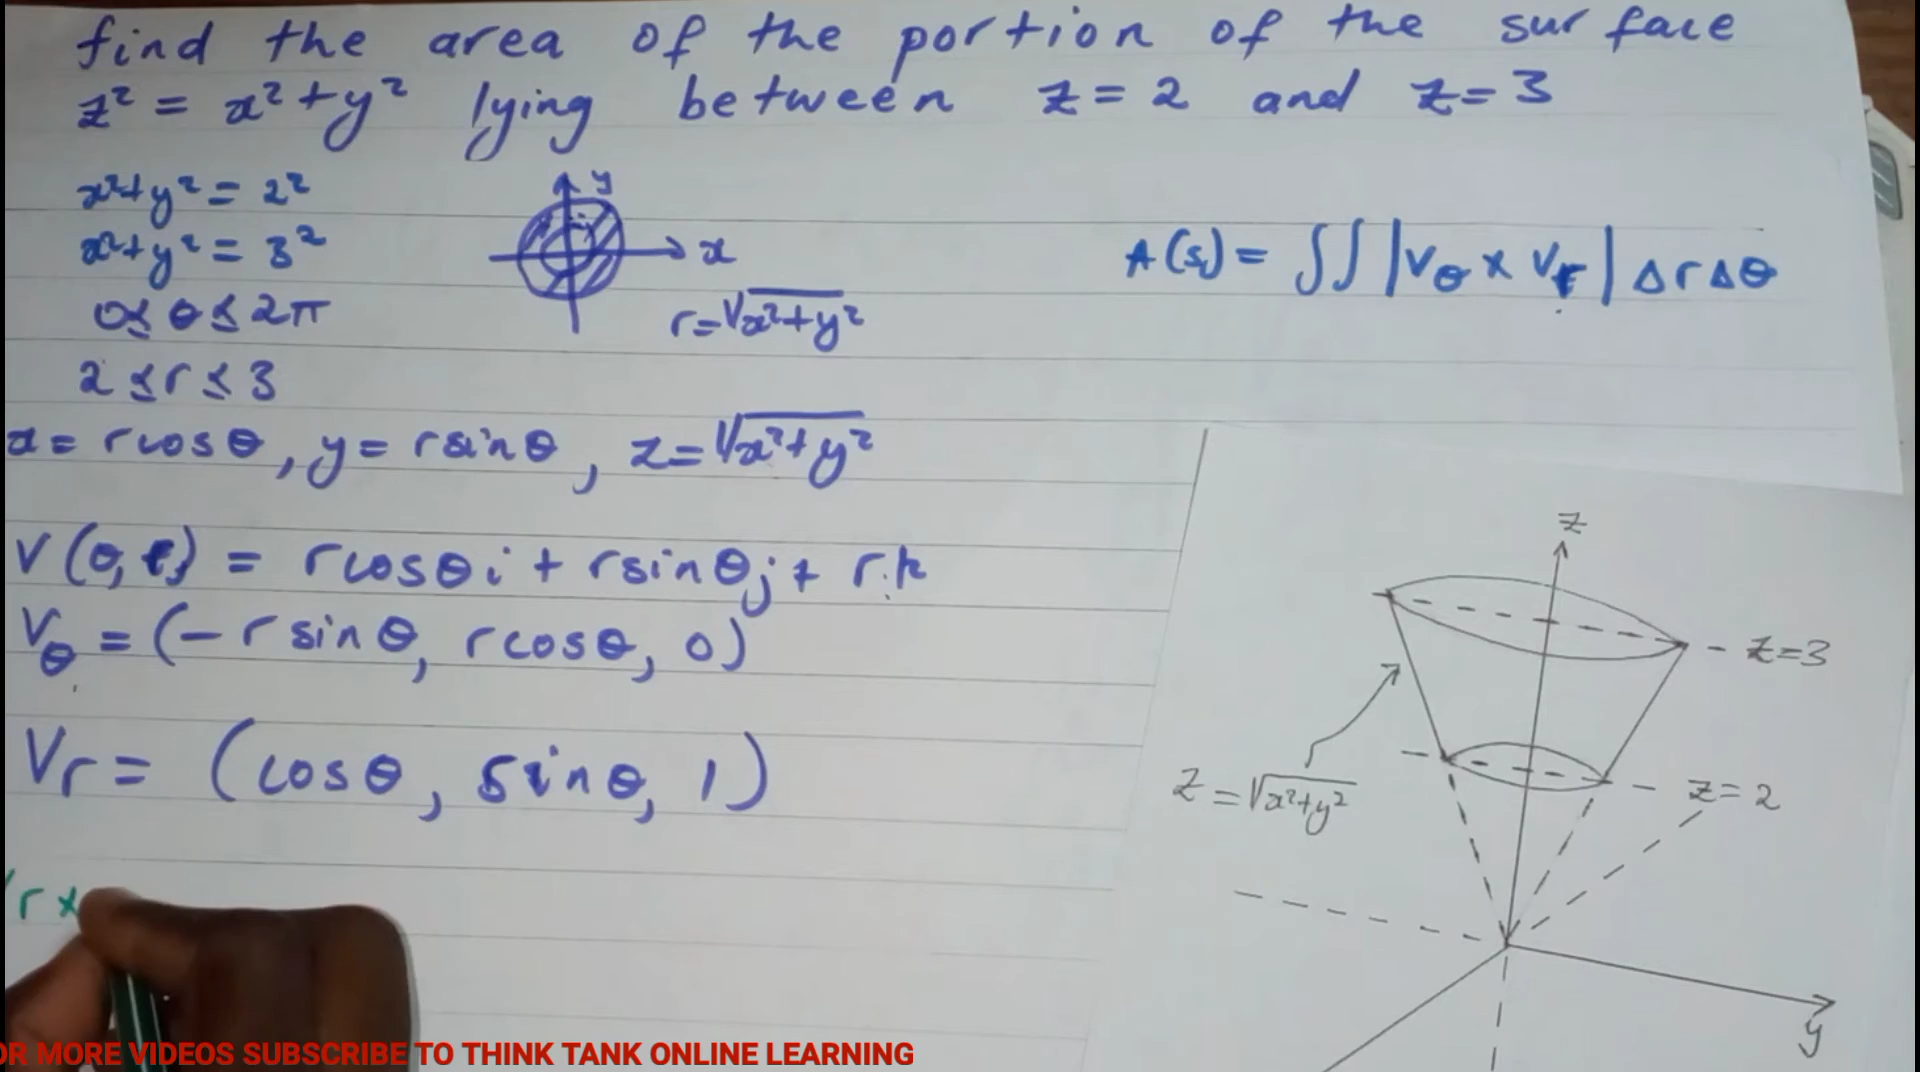 find the area of the portion of the surface
z² = x²+y² lying between z=2 and z=3
x²+y² = 2²
x²+y² = 3²
0≤θ≤2π
2≤r≤3
y
x
r=√x²+y²
A(s)= ∫∫|Vθ × Vr|ΔrΔθ
x=rcosθ, y=rsinθ, z=√x²+y²
V(θ,r) = rcosθi + rsinθj + r.k
Vθ = (-rsinθ, rcosθ, 0)
Vr = (cosθ, sinθ, 1)
r ×
z
z=3
z=√x²+y²
z=2
y
OR MORE VIDEOS SUBSCRIBE TO THINK TANK ONLINE LEARNING